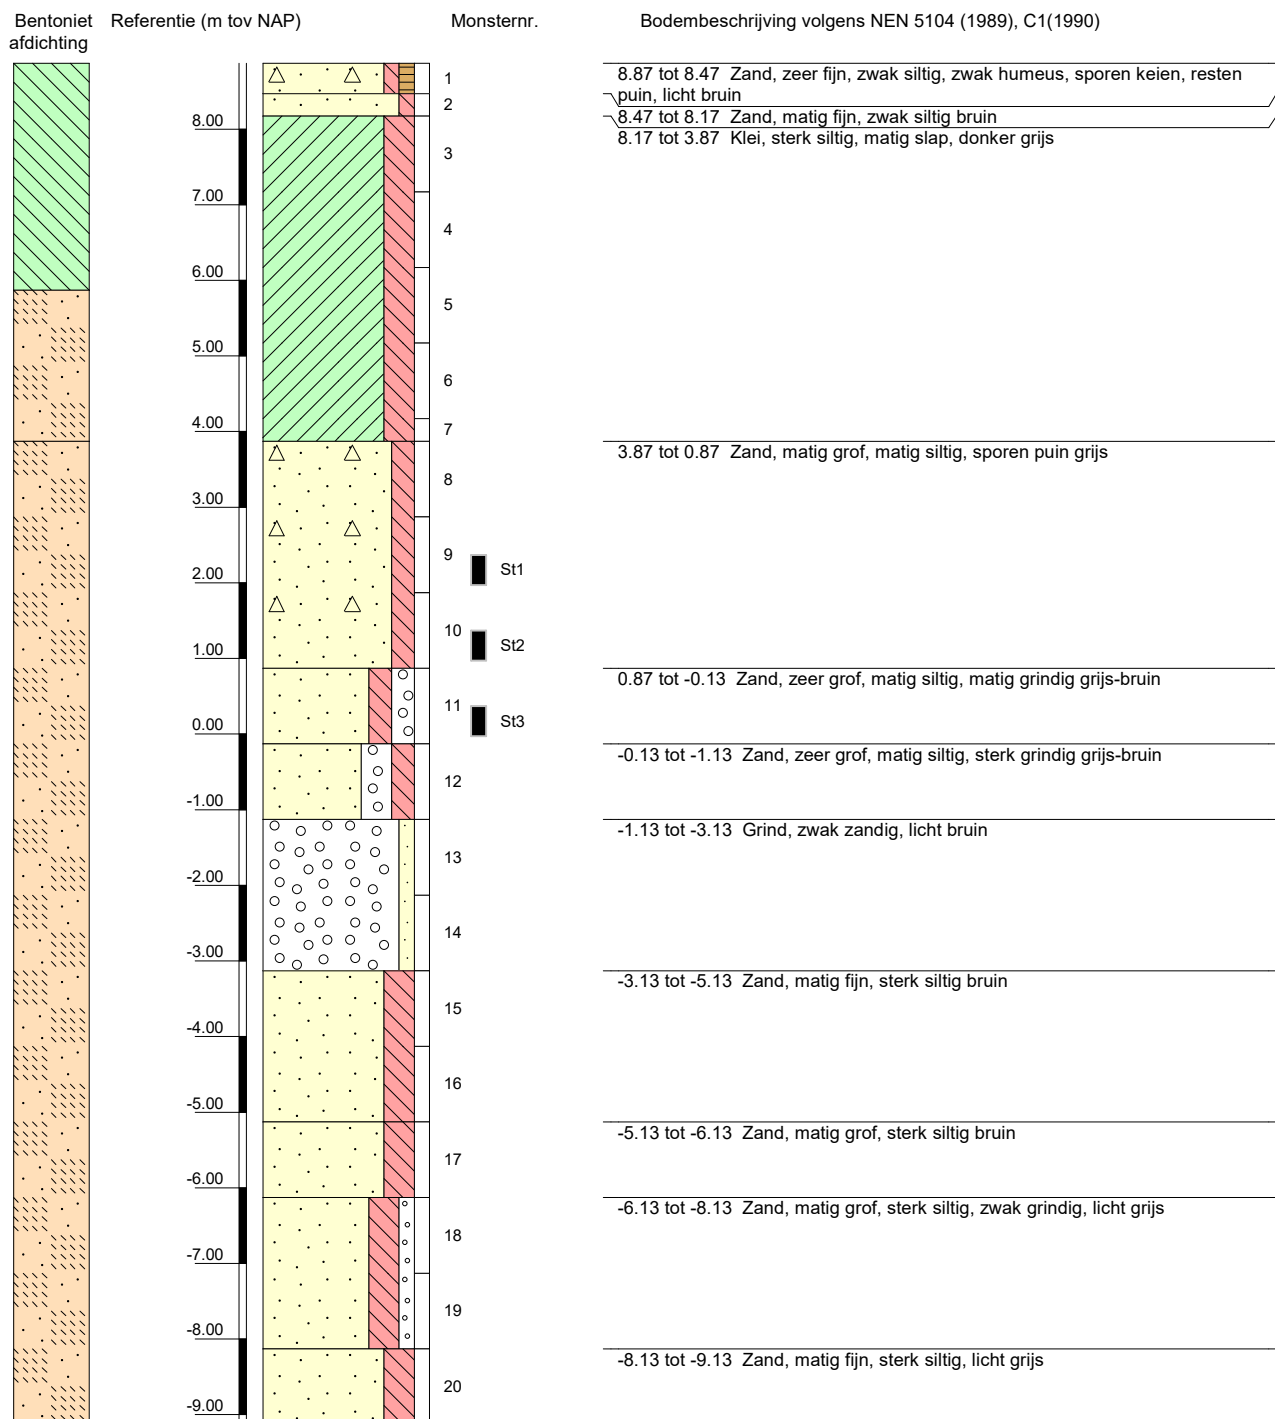 Bentoniet afdichting
Referentie (m tov NAP)
Monsternr.
Bodembeschrijving volgens NEN 5104 (1989), C1(1990)
1
8.87 tot 8.47 Zand, zeer fijn, zwak siltig, zwak humeus, sporen keien, resten
puin, licht bruin
2
8.47 tot 8.17 Zand, matig fijn, zwak siltig bruin
8.00
8.17 tot 3.87 Klei, sterk siltig, matig slap, donker grijs
3
7.00
4
6.00
5
5.00
6
4.00
7
3.87 tot 0.87 Zand, matig grof, matig siltig, sporen puin grijs
8
3.00
9
St1
2.00
10
St2
1.00
0.87 tot -0.13 Zand, zeer grof, matig siltig, matig grindig grijs-bruin
11
St3
0.00
-0.13 tot -1.13 Zand, zeer grof, matig siltig, sterk grindig grijs-bruin
12
-1.00
-1.13 tot -3.13 Grind, zwak zandig, licht bruin
13
-2.00
14
-3.00
-3.13 tot -5.13 Zand, matig fijn, sterk siltig bruin
15
-4.00
16
-5.00
-5.13 tot -6.13 Zand, matig grof, sterk siltig bruin
17
-6.00
-6.13 tot -8.13 Zand, matig grof, sterk siltig, zwak grindig, licht grijs
18
-7.00
19
-8.00
-8.13 tot -9.13 Zand, matig fijn, sterk siltig, licht grijs
20
-9.00